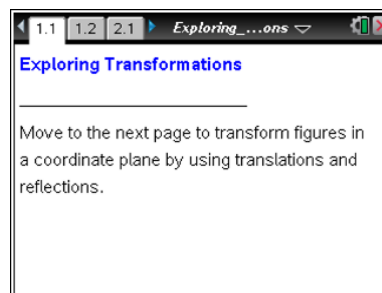 1.1 1.2 2.1 Exploring_...ons
Exploring Transformations
Move to the next page to transform figures in
a coordinate plane by using translations and
reflections.